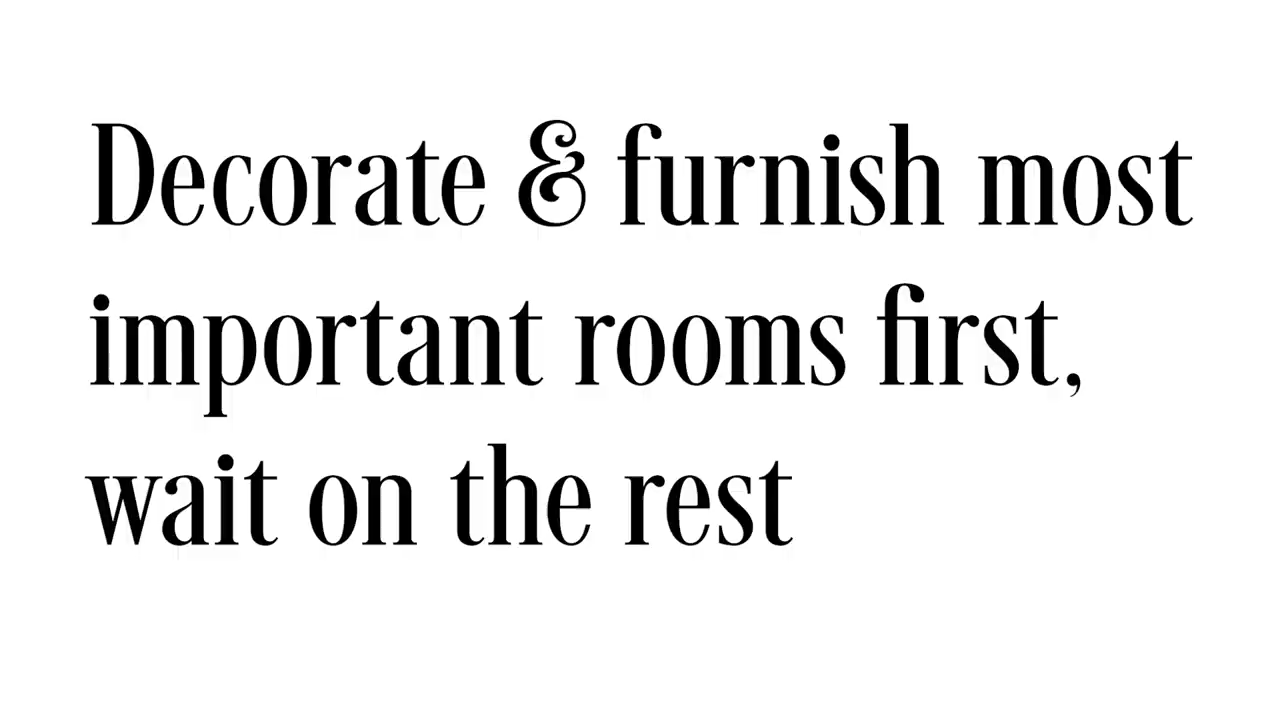 Decorate & furnish most
important rooms first,
wait on the rest